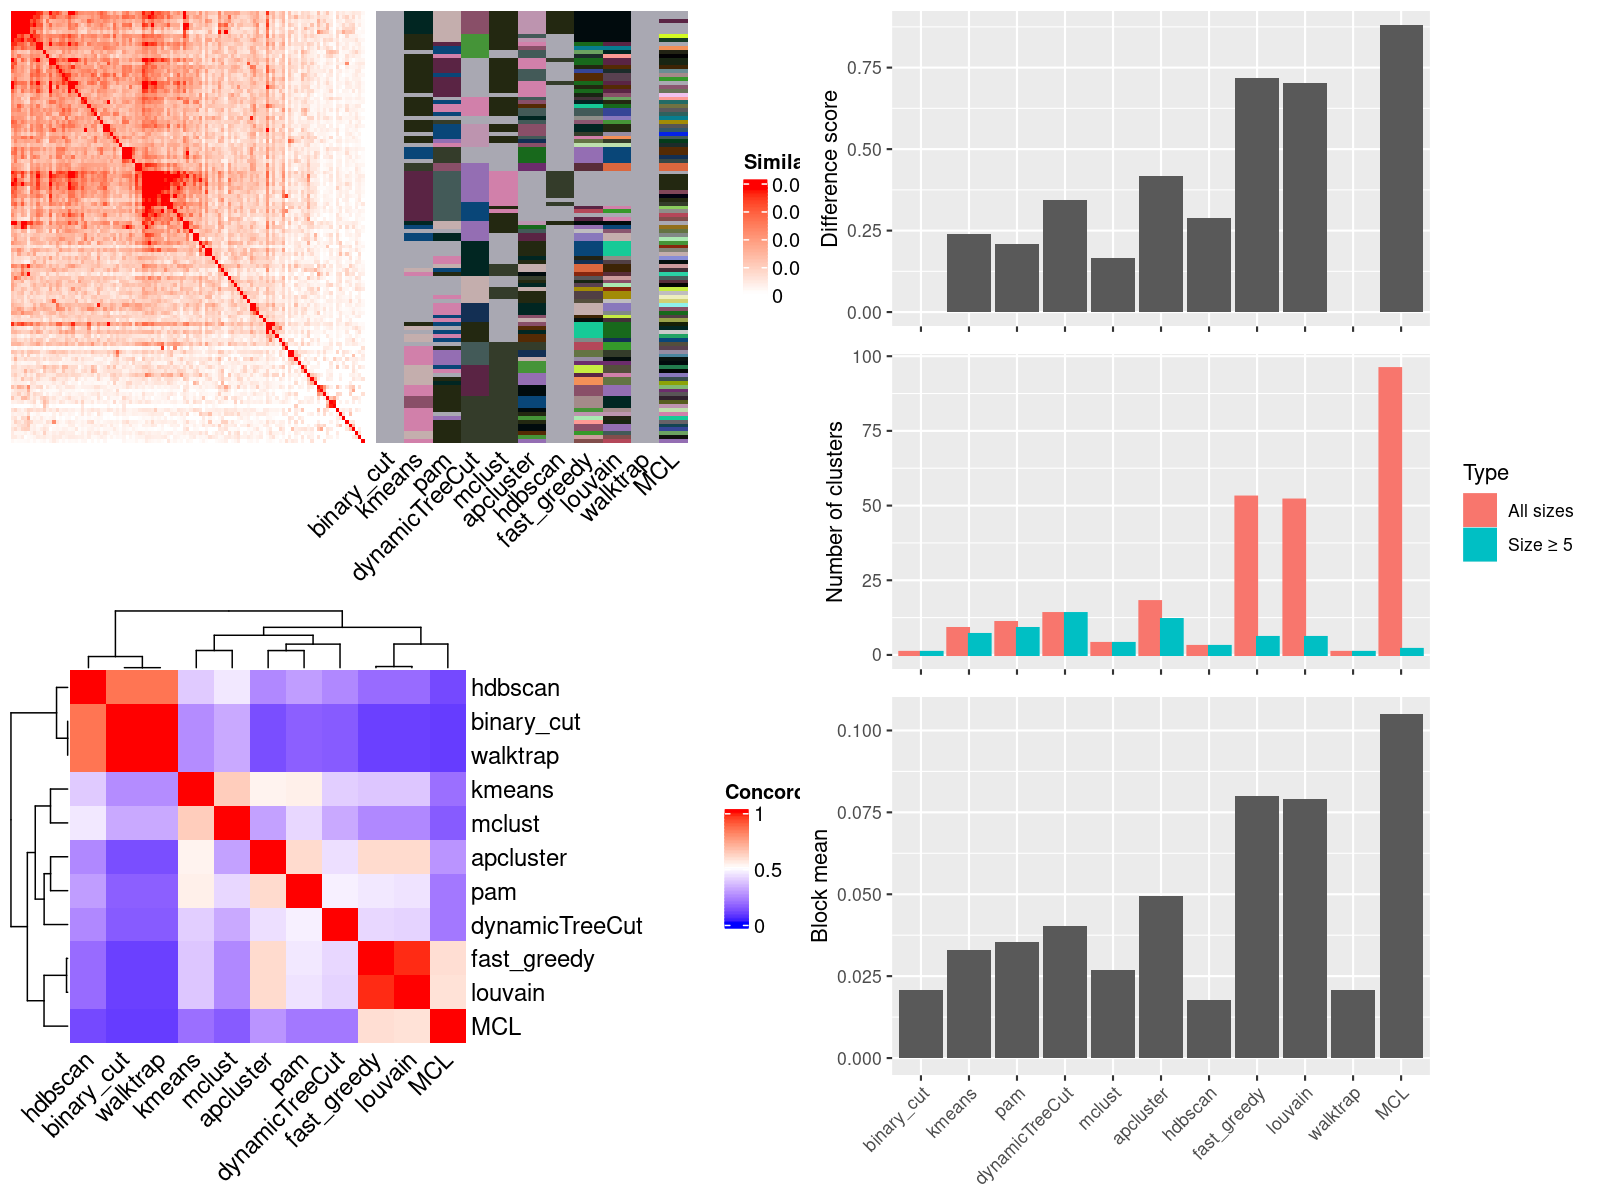 Simila
0.0
0.0
0.0
0.0
0
binary_cut
kmeans
pam
dynamicTreeCut
mclust
apcluster
hdbscan
fast_greedy
louvain
walktrap
MCL
hdbscan
binary_cut
walktrap
kmeans
mclust
apcluster
pam
dynamicTreeCut
fast_greedy
louvain
MCL
hdbscan
binary_cut
walktrap
kmeans
mclust
apcluster
pam
dynamicTreeCut
fast_greedy
louvain
MCL
Concord
1
0.5
0
Difference score
0.75
0.50
0.25
0.00
Number of clusters
100
75
50
25
0
Type
All sizes
Size ≥ 5
Block mean
0.100
0.075
0.050
0.025
0.000
binary_cut
kmeans
pam
dynamicTreeCut
mclust
apcluster
hdbscan
fast_greedy
louvain
walktrap
MCL